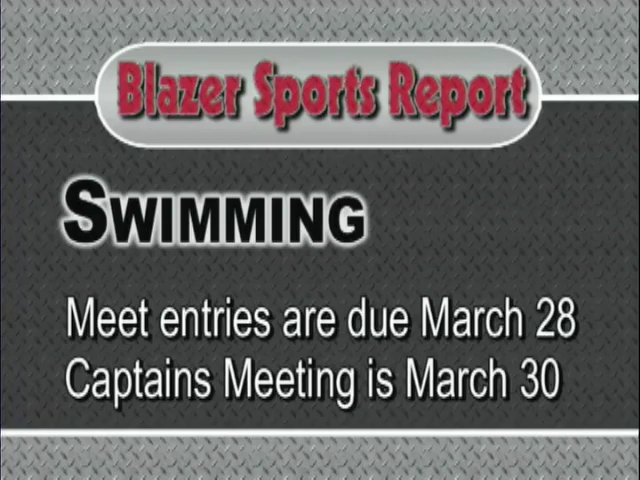 Blazer Sports Report
SWIMMING
Meet entries are due March 28
Captains Meeting is March 30